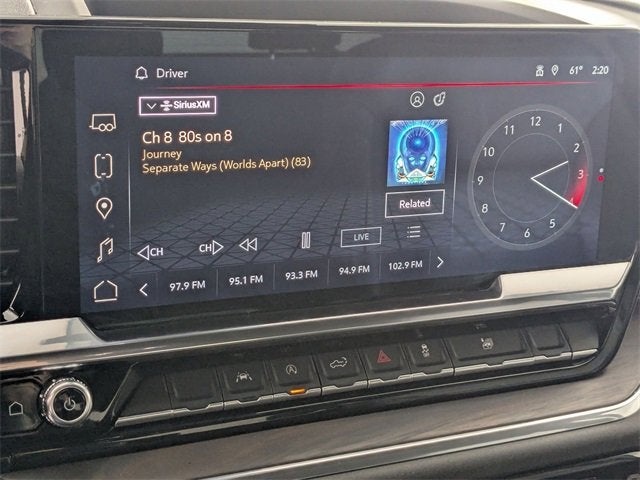 Driver
61° 2:20
SiriusXM
Ch 8 80s on 8
Journey
Separate Ways (Worlds Apart) (83)
Related
12
11 1
10 2
9 3
8 4
7 5
6
CH CH LIVE
97.9 FM 95.1 FM 93.3 FM 94.9 FM 102.9 FM